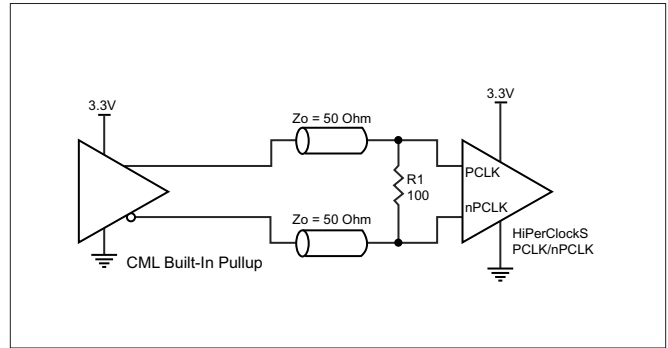 3.3V
3.3V
Zo = 50 Ohm
PCLK
R1
100
nPCLK
Zo = 50 Ohm
HiPerClockS
PCLK/nPCLK
CML Built-In Pullup